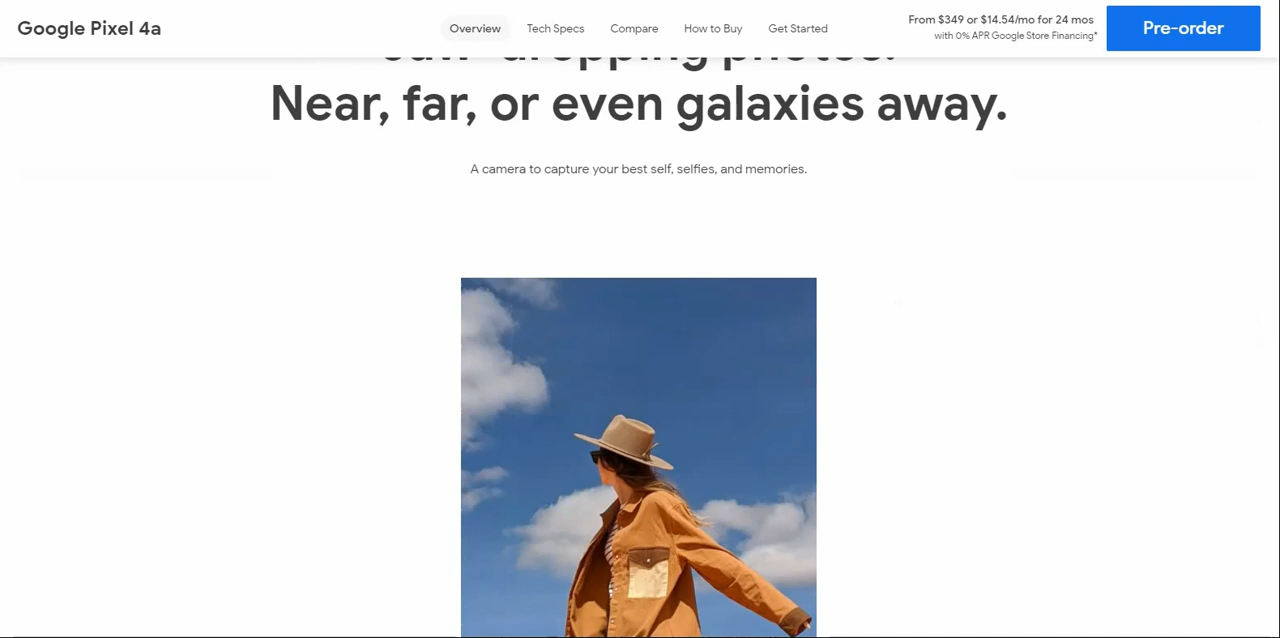 Google Pixel 4a
Overview
Tech Specs
Compare
How to Buy
Get Started
From $349 or $14.54/mo for 24 mos
with 0% APR Google Store Financing*
Pre-order
Near, far, or even galaxies away.
A camera to capture your best self, selfies, and memories.